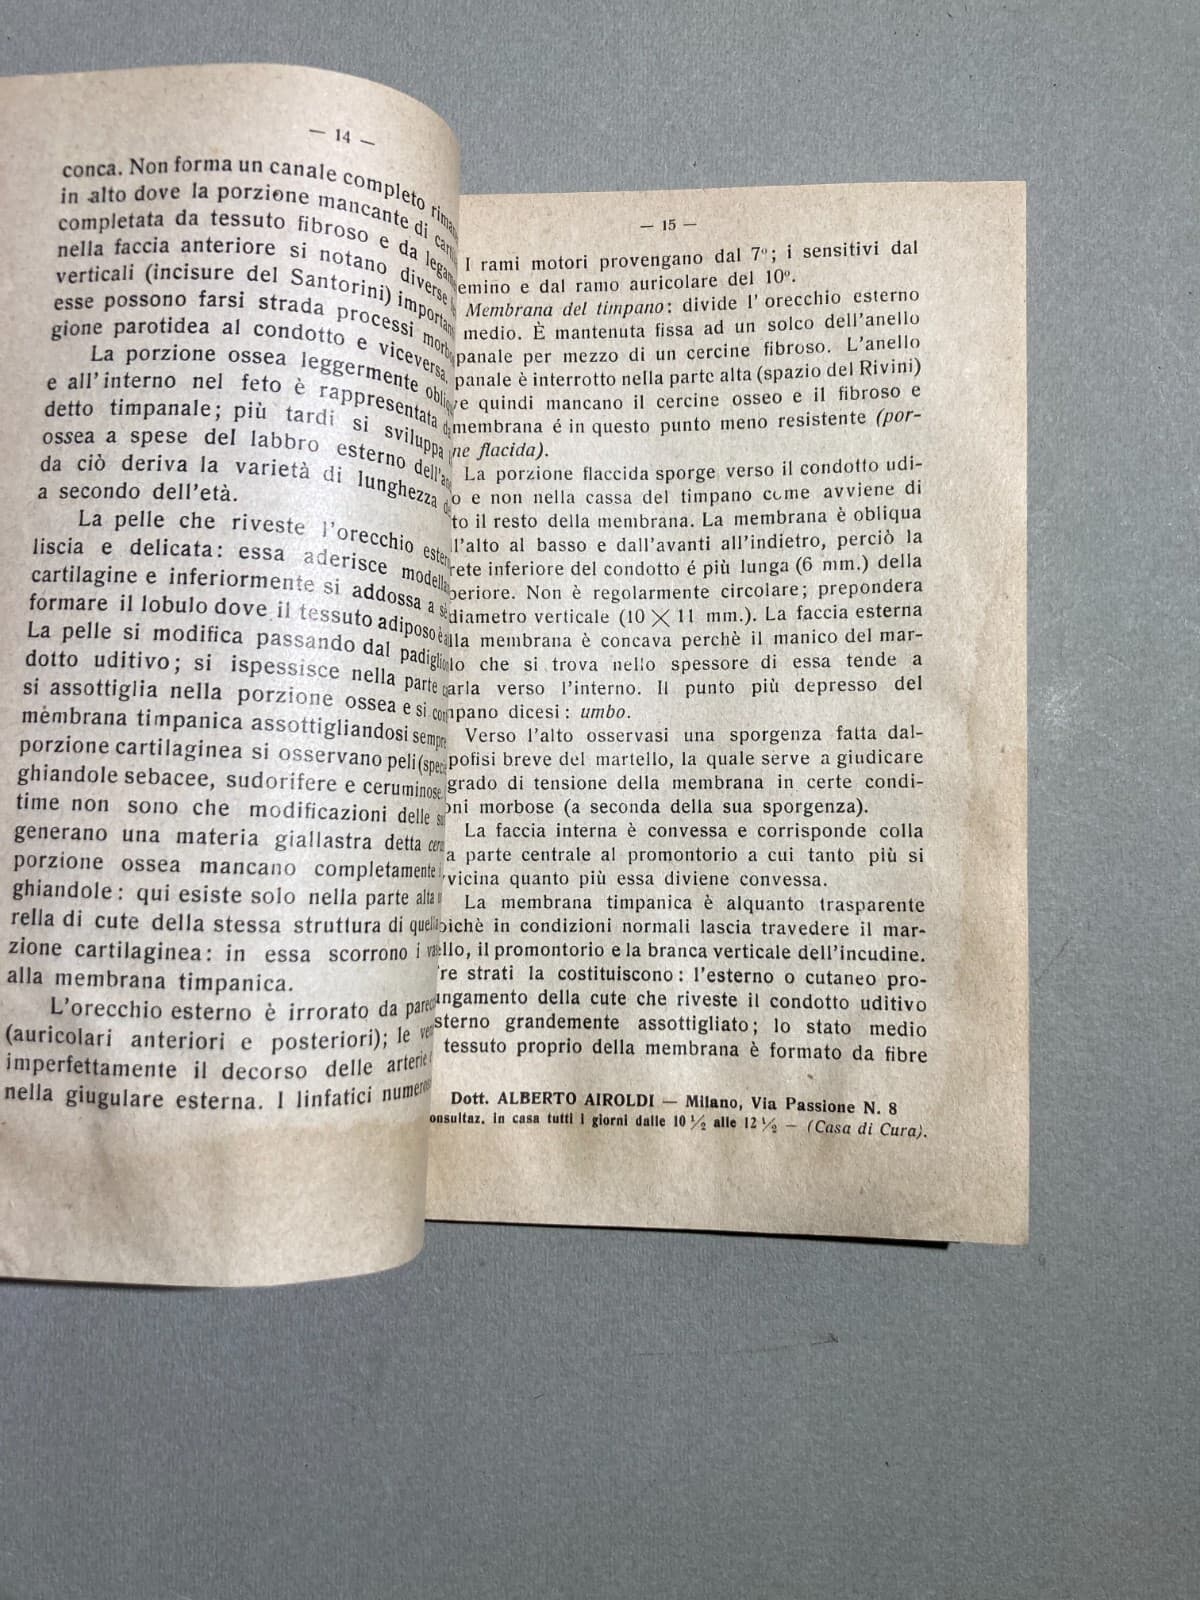 — 14 —
conca. Non forma un canale completo
in alto dove la porzione mancante di
completata da tessuto fibroso e da
nella faccia anteriore si notano diverse
verticali (incisure del Santorini)
esse possono farsi strada processi
gione parotidea al condotto e viceversa.
La porzione ossea leggermente
e all'interno nel feto è rappresentata
detto timpanale; più tardi si sviluppa
ossea a spese del labbro esterno
da ciò deriva la varietà di lunghezza
a secondo dell'età.
La pelle che riveste l'orecchio
liscia e delicata: essa aderisce
cartilagine e inferiormente si addossa a
formare il lobulo dove il tessuto adiposo è
La pelle si modifica passando dal
dotto uditivo; si ispessisce nella parte
si assottiglia nella porzione ossea e si
membrana timpanica assottigliandosi
porzione cartilaginea si osservano peli
ghiandole sebacee, sudorifere e ceruminose.
time non sono che modificazioni delle
generano una materia giallastra detta
porzione ossea mancano completamente
ghiandole: qui esiste solo nella parte alta
rella di cute della stessa struttura di
zione cartilaginea: in essa scorrono i
alla membrana timpanica.
L'orecchio esterno è irrorato da
(auricolari anteriori e posteriori); le
imperfettamente il decorso delle arterie
nella giugulare esterna. I linfatici
— 15 —
I rami motori provengano dal 7º; i sensitivi dal
emino e dal ramo auricolare del 10º.
Membrana del timpano: divide l'orecchio esterno
medio. È mantenuta fissa ad un solco dell'anello
panale per mezzo di un cercine fibroso. L'anello
panale è interrotto nella parte alta (spazio del Rivini)
e quindi mancano il cercine osseo e il fibroso e
membrana é in questo punto meno resistente (por-
ne flacida).
La porzione flaccida sporge verso il condotto udi-
o e non nella cassa del timpano come avviene di
to il resto della membrana. La membrana è obliqua
l'alto al basso e dall'avanti all'indietro, perciò la
rete inferiore del condotto é più lunga (6 mm.) della
periore. Non è regolarmente circolare; prepondera
diametro verticale (10 × 11 mm.). La faccia esterna
lla membrana è concava perchè il manico del mar-
lo che si trova nello spessore di essa tende a
arla verso l'interno. Il punto più depresso del
mpano dicesi: umbo.
Verso l'alto osservasi una sporgenza fatta dal-
pofisi breve del martello, la quale serve a giudicare
grado di tensione della membrana in certe condi-
oni morbose (a seconda della sua sporgenza).
La faccia interna è convessa e corrisponde colla
a parte centrale al promontorio a cui tanto più si
vicina quanto più essa diviene convessa.
La membrana timpanica è alquanto trasparente
oichè in condizioni normali lascia travedere il mar-
ello, il promontorio e la branca verticale dell'incudine.
re strati la costituiscono: l'esterno o cutaneo pro-
ungamento della cute che riveste il condotto uditivo
sterno grandemente assottigliato; lo stato medio
tessuto proprio della membrana è formato da fibre
Dott. ALBERTO AIROLDI — Milano, Via Passione N. 8
onsultaz. in casa tutti i giorni dalle 10 ½ alle 12 ½ — (Casa di Cura).